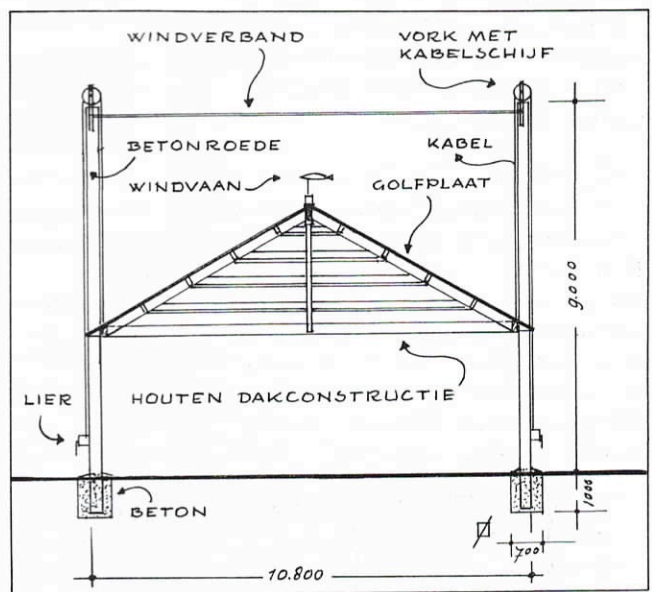 WINDVERBAND
VORK MET
KABELSCHIJF
BETONROEDE
KABEL
WINDVAAN
GOLFPLAAT
9.000
LIER
HOUTEN DAKCONSTRUCTIE
BETON
1000
700
10.800